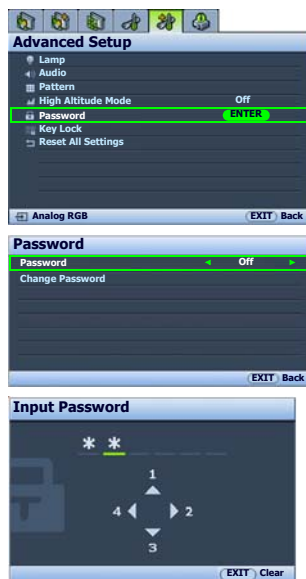 Advanced Setup
Lamp
Audio
Pattern
High Altitude Mode Off
Password ENTER
Key Lock
Reset All Settings
Analog RGB EXIT Back
Password
Password Off
Change Password
EXIT Back
Input Password
* *
1
4 2
3
EXIT Clear